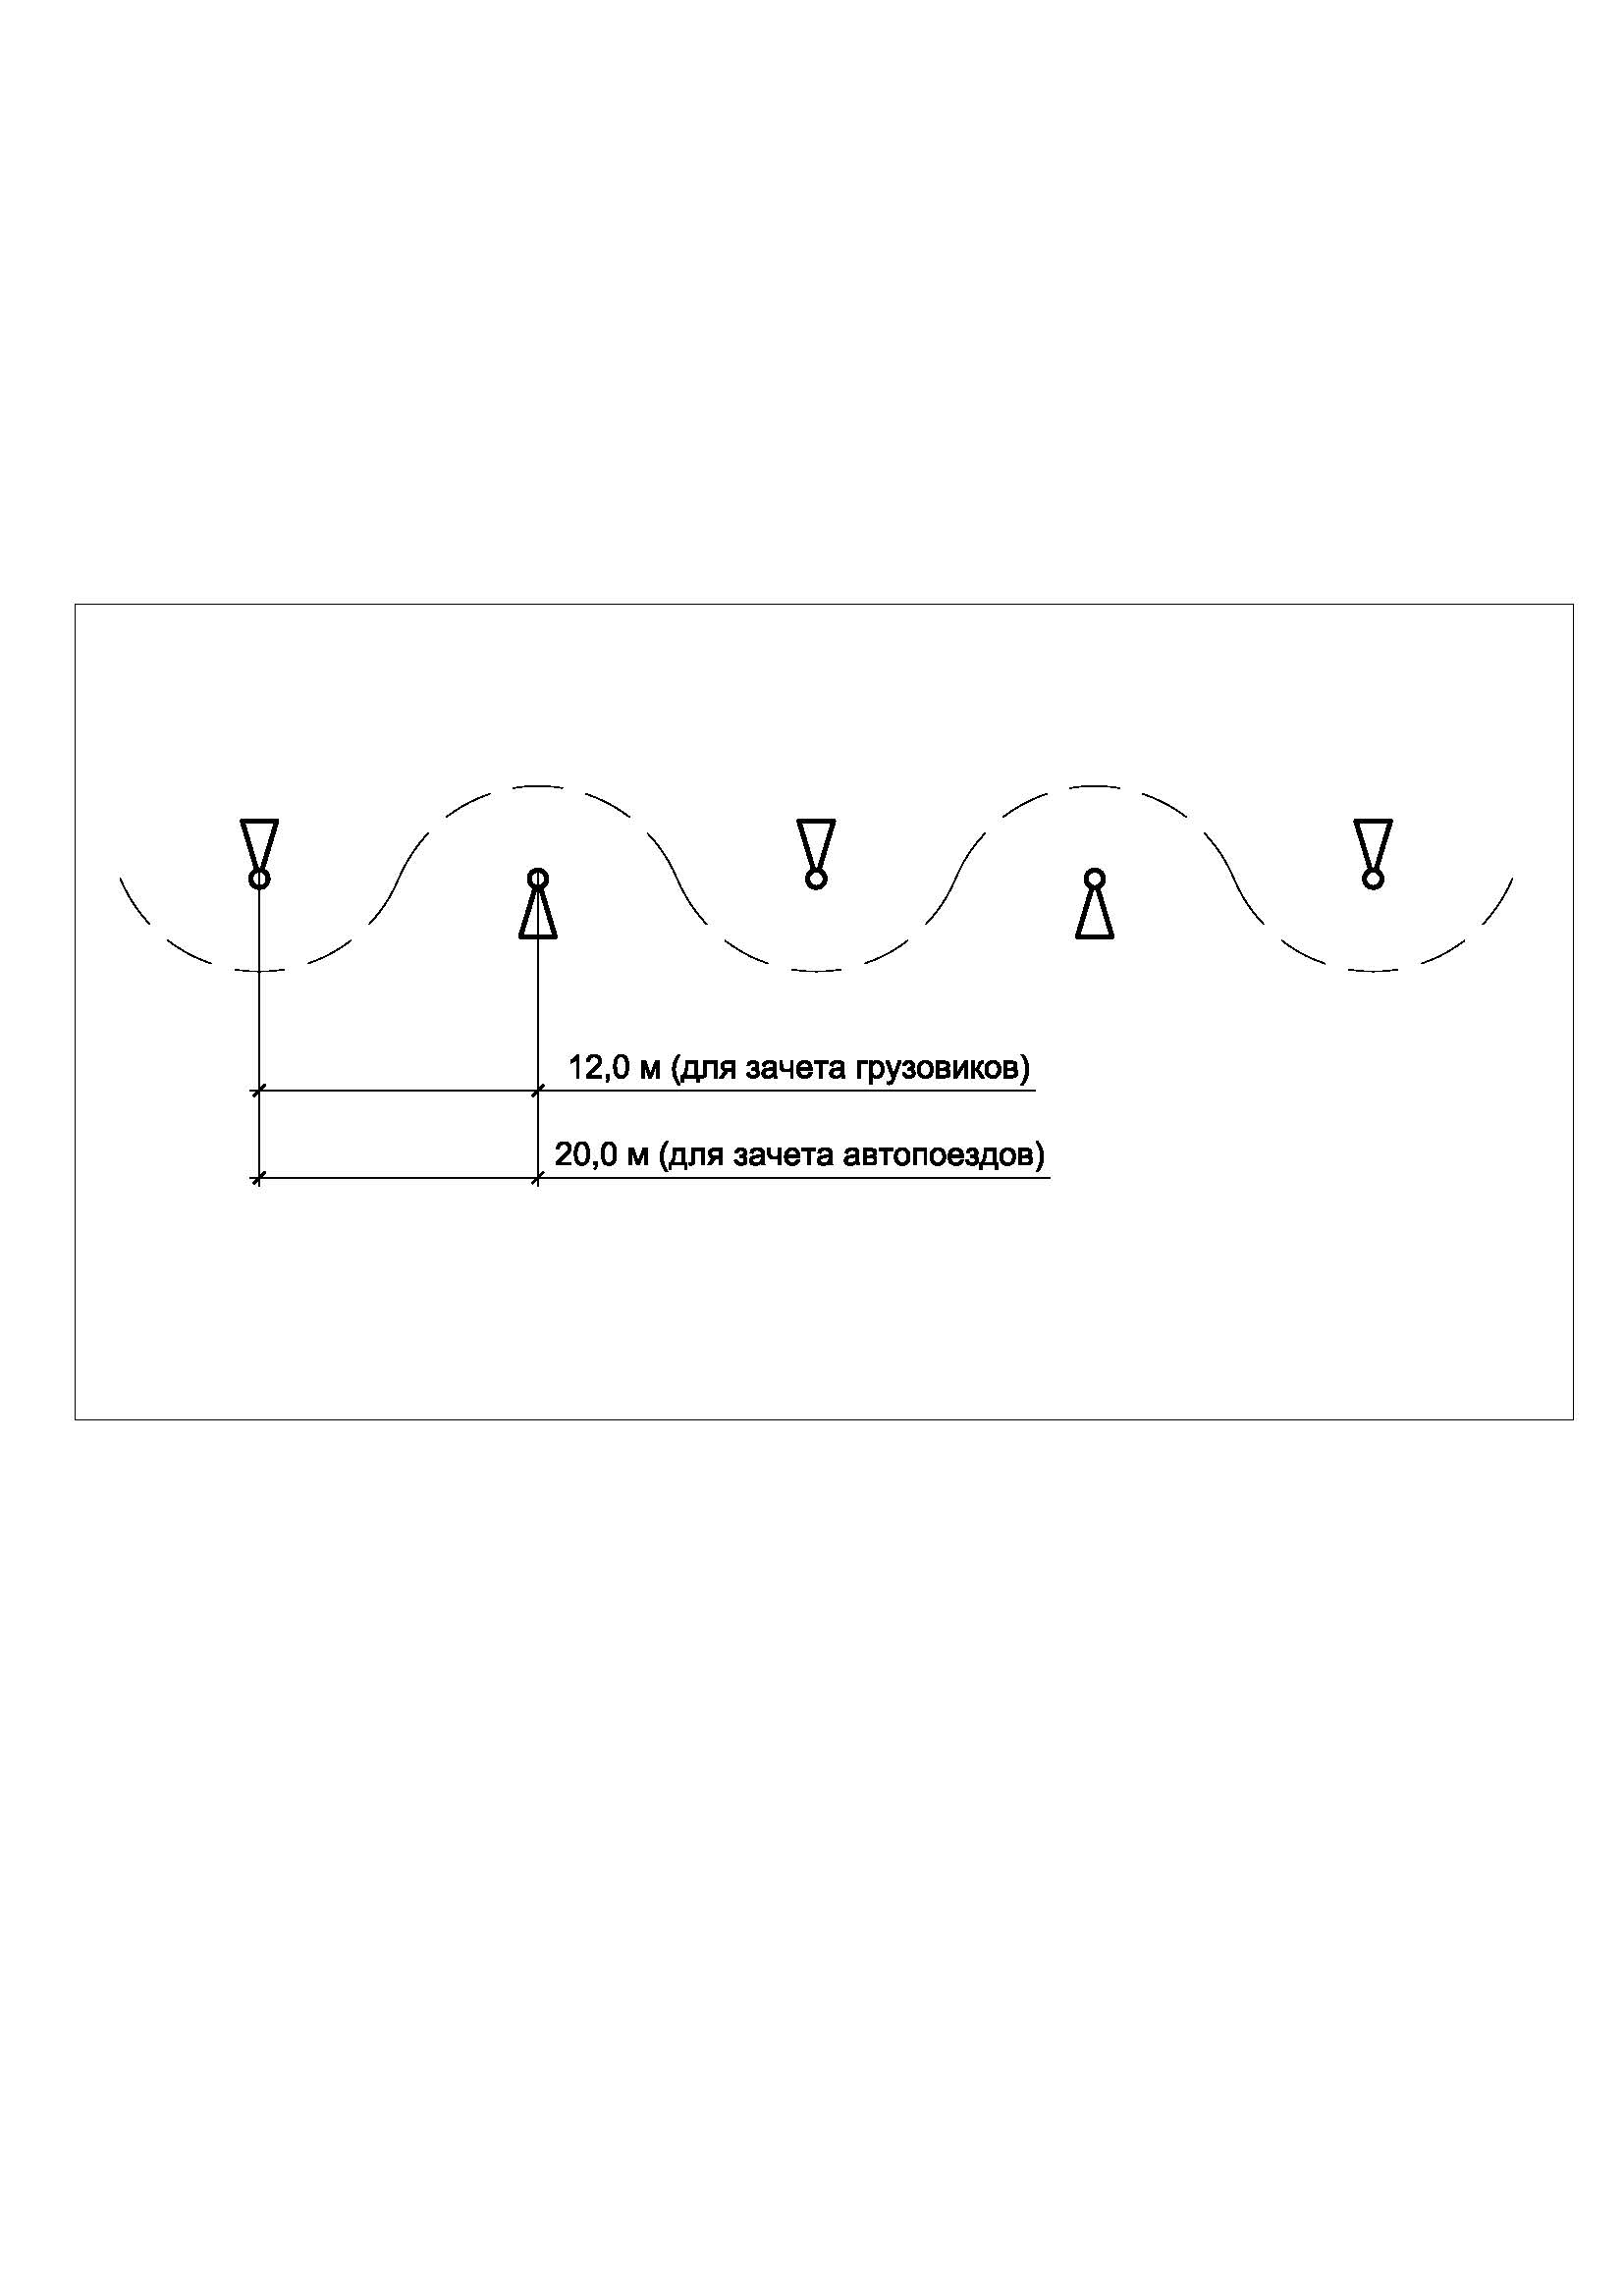 12,0 м (для зачета грузовиков)
20,0 м (для зачета автопоездов)